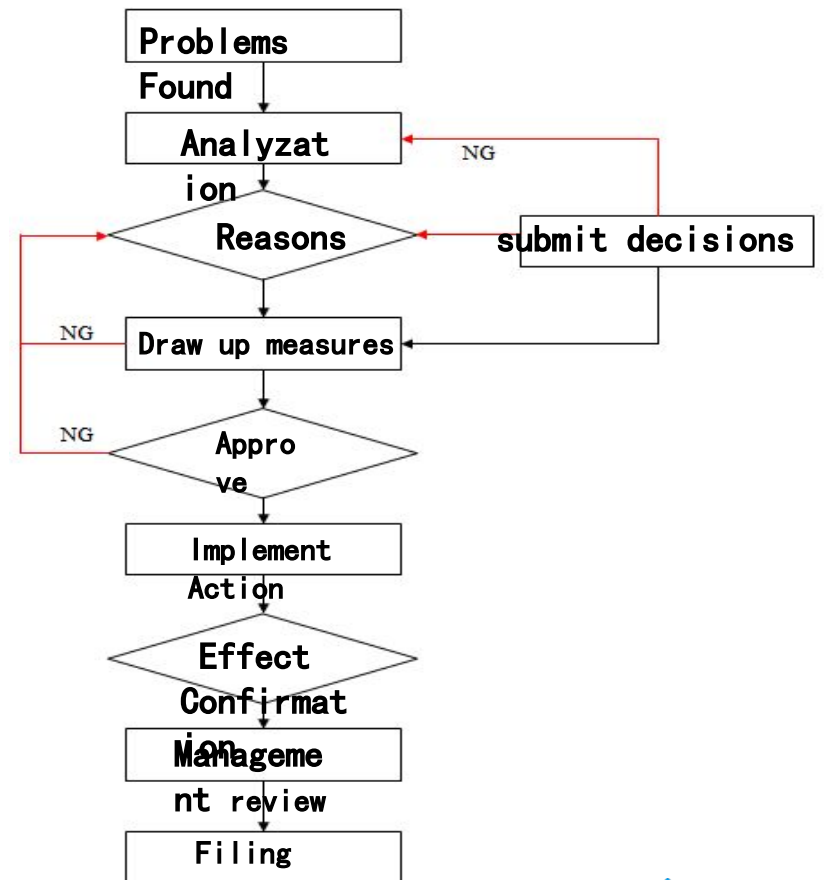 Problems
Found
Analyzat
ion
NG
Reasons
submit decisions
NG
Draw up measures
NG
Appro
ve
Implement
Action
Effect
Confirmat
ion
Manageme
nt review
Filing